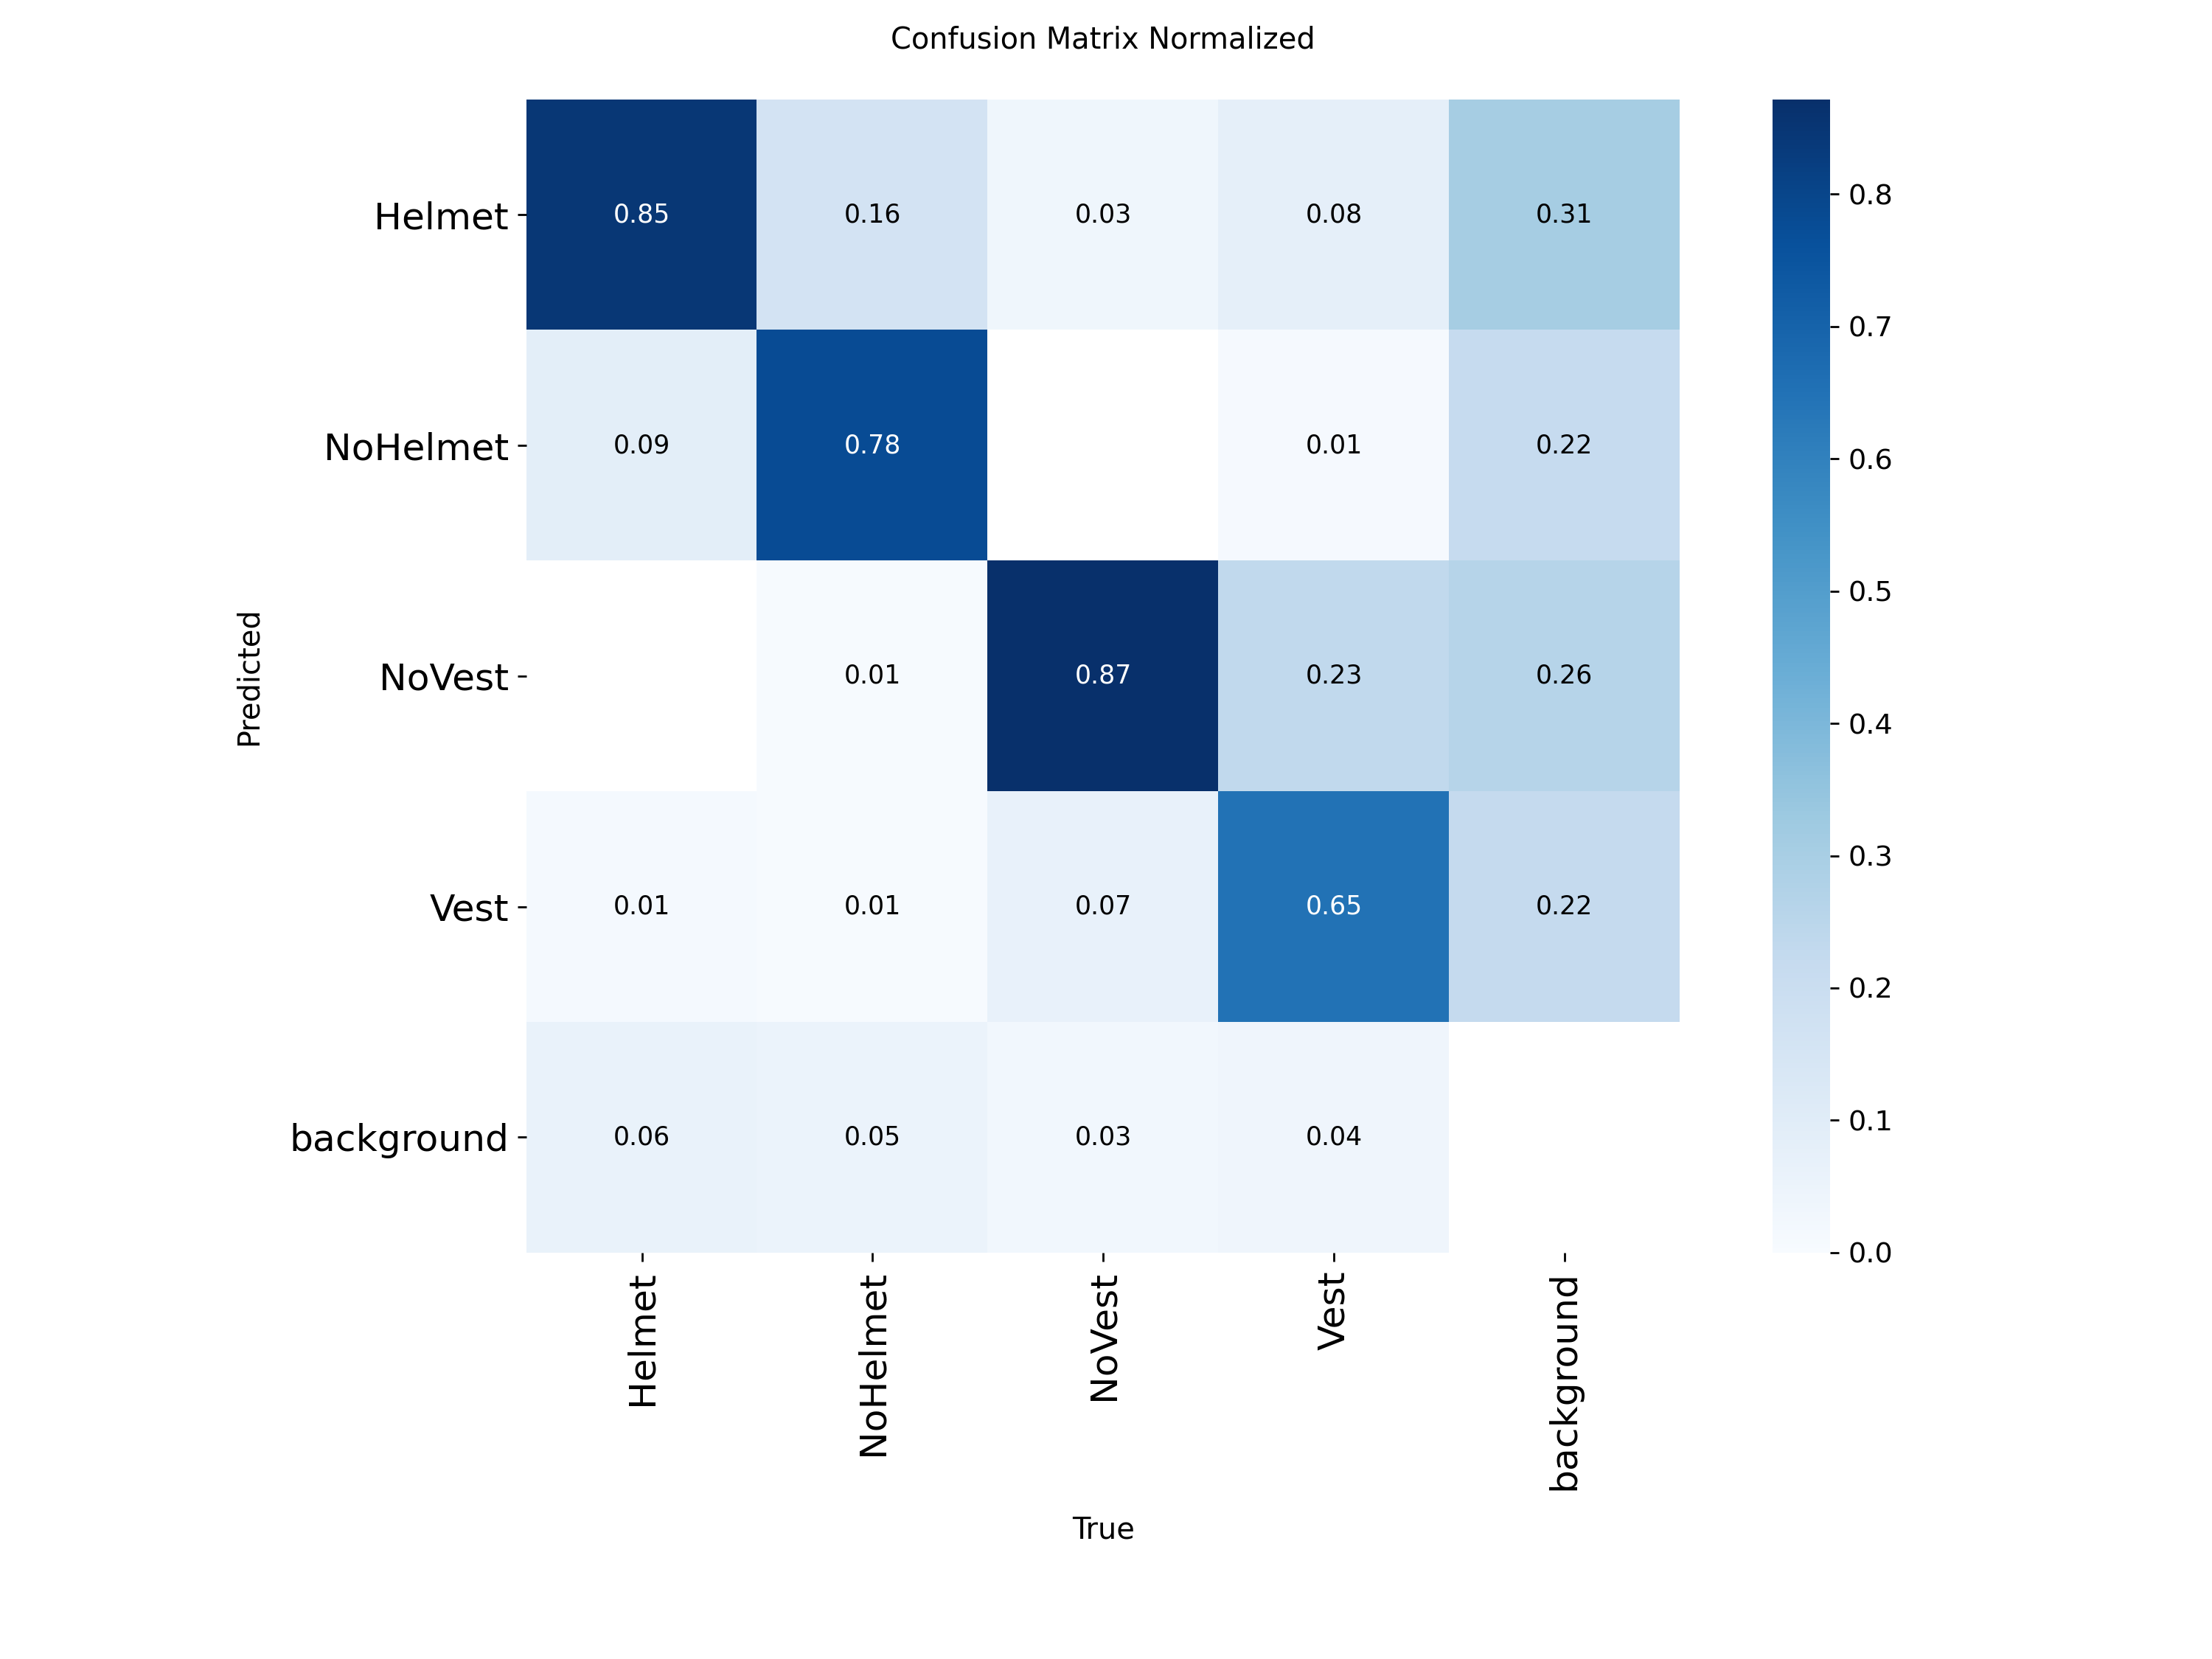 Confusion Matrix Normalized
Helmet 0.85 0.16 0.03 0.08 0.31
NoHelmet 0.09 0.78 0.01 0.22
NoVest 0.01 0.87 0.23 0.26
Vest 0.01 0.01 0.07 0.65 0.22
background 0.06 0.05 0.03 0.04
Predicted
Helmet NoHelmet NoVest Vest background
True
0.8
0.7
0.6
0.5
0.4
0.3
0.2
0.1
0.0